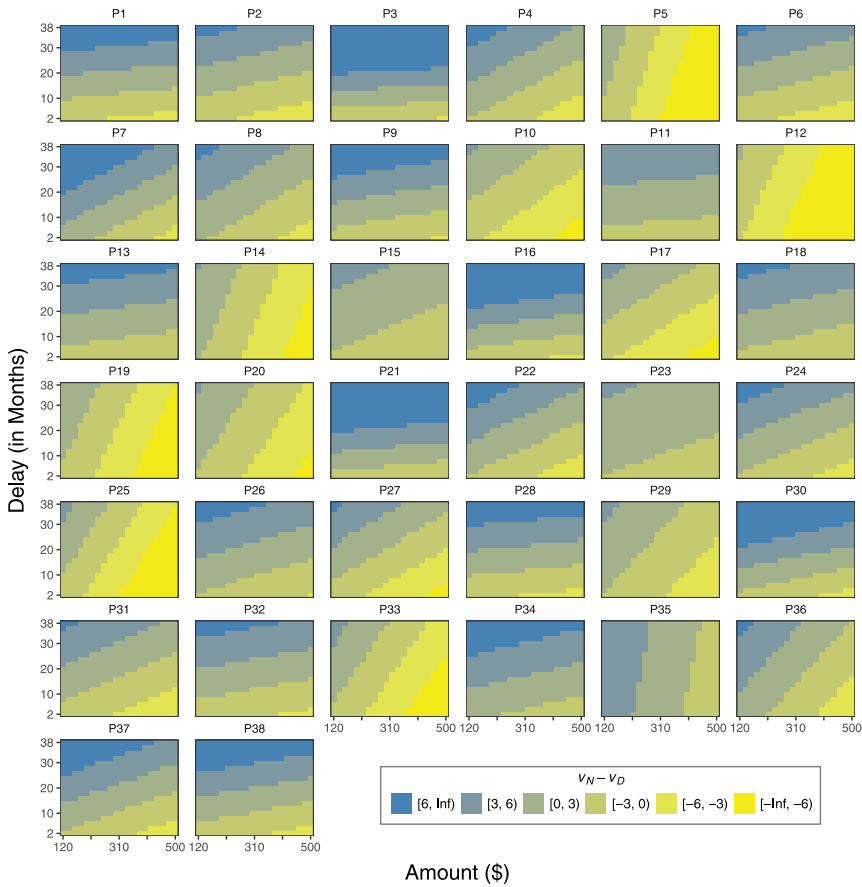 P1 P2 P3 P4 P5 P6
38
30
20
10
2
P7 P8 P9 P10 P11 P12
38
30
20
10
2
P13 P14 P15 P16 P17 P18
38
30
20
10
2
P19 P20 P21 P22 P23 P24
38
30
20
10
2
P25 P26 P27 P28 P29 P30
38
30
20
10
2
P31 P32 P33 P34 P35 P36
38
30
20
10
2
120 310 500 120 310 500 120 310 500 120 310 500
P37 P38
38
30
20
10
2
120 310 500 120 310 500
Delay (in Months)
Amount ($)
v_N − v_D
[6, Inf) [3, 6) [0, 3) [−3, 0) [−6, −3) [−Inf, −6)